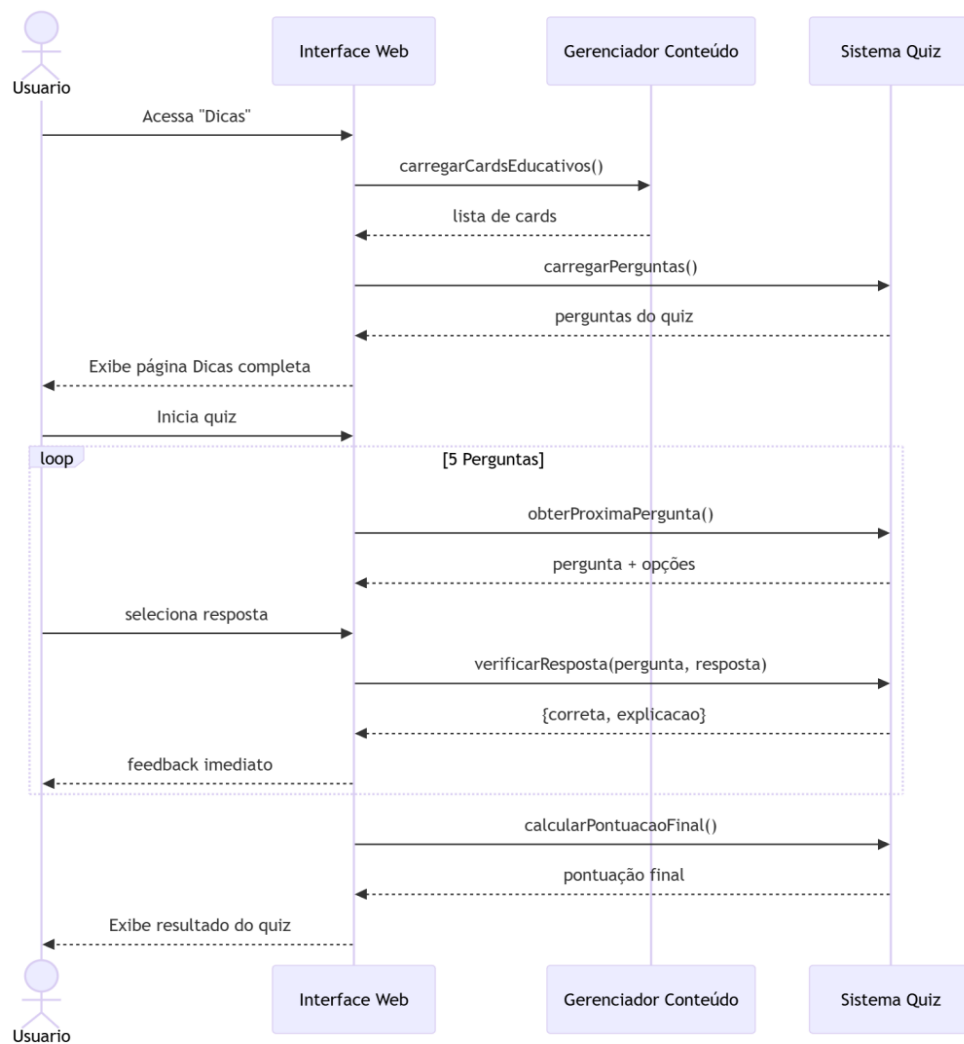 Interface Web
Gerenciador Conteúdo
Sistema Quiz
Usuario
Acessa "Dicas"
carregarCardsEducativos()
lista de cards
carregarPerguntas()
perguntas do quiz
Exibe página Dicas completa
Inicia quiz
loop
[5 Perguntas]
obterProximaPergunta()
pergunta + opções
seleciona resposta
verificarResposta(pergunta, resposta)
{correta, explicacao}
feedback imediato
calcularPontuacaoFinal()
pontuação final
Exibe resultado do quiz
Interface Web
Gerenciador Conteúdo
Sistema Quiz
Usuario